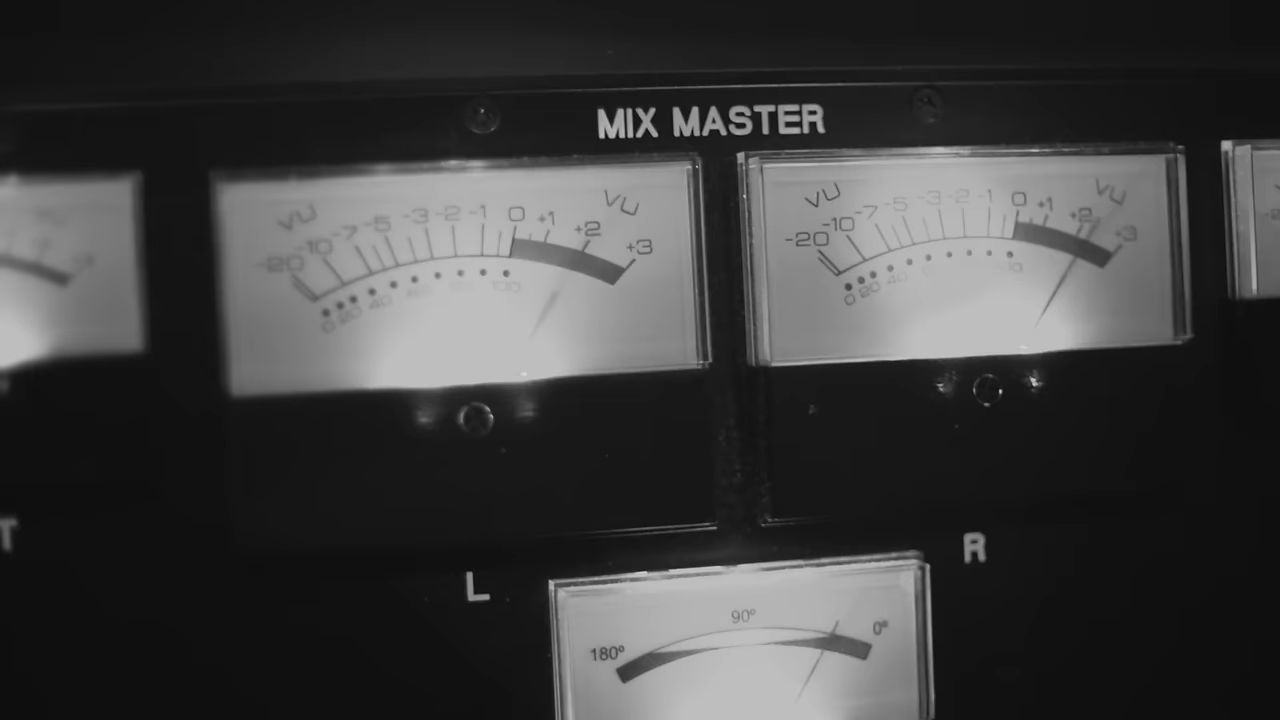 MIX MASTER
VU VU
-20 -10 -7 -5 -3 -2 -1 0 +1 +2 +3
0 20 40 60 80 100
VU VU
-20 -10 -7 -5 -3 -2 -1 0 +1 +2 +3
0 20 40
T
L
R
180° 90° 0°